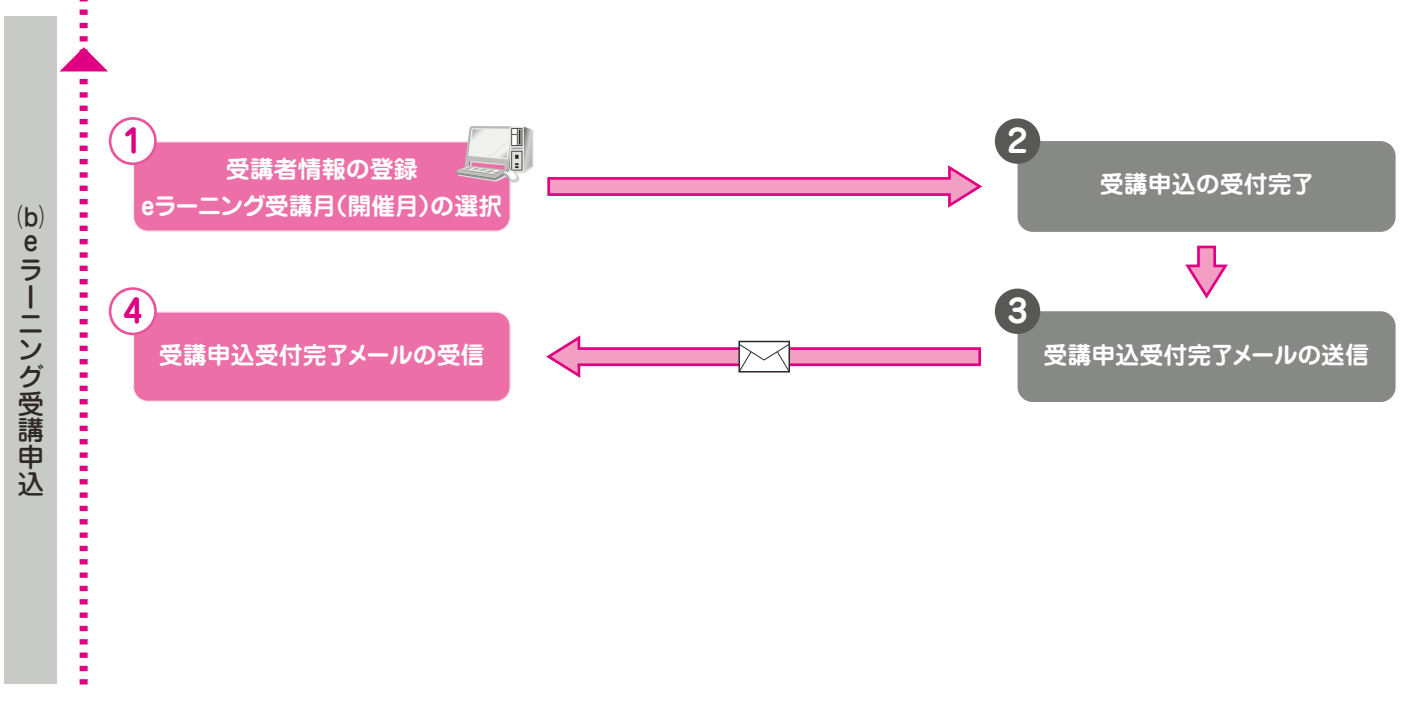 (b)eラーニング受講申込
1
受講者情報の登録
eラーニング受講月(開催月)の選択
2
受講申込の受付完了
3
受講申込受付完了メールの送信
4
受講申込受付完了メールの受信